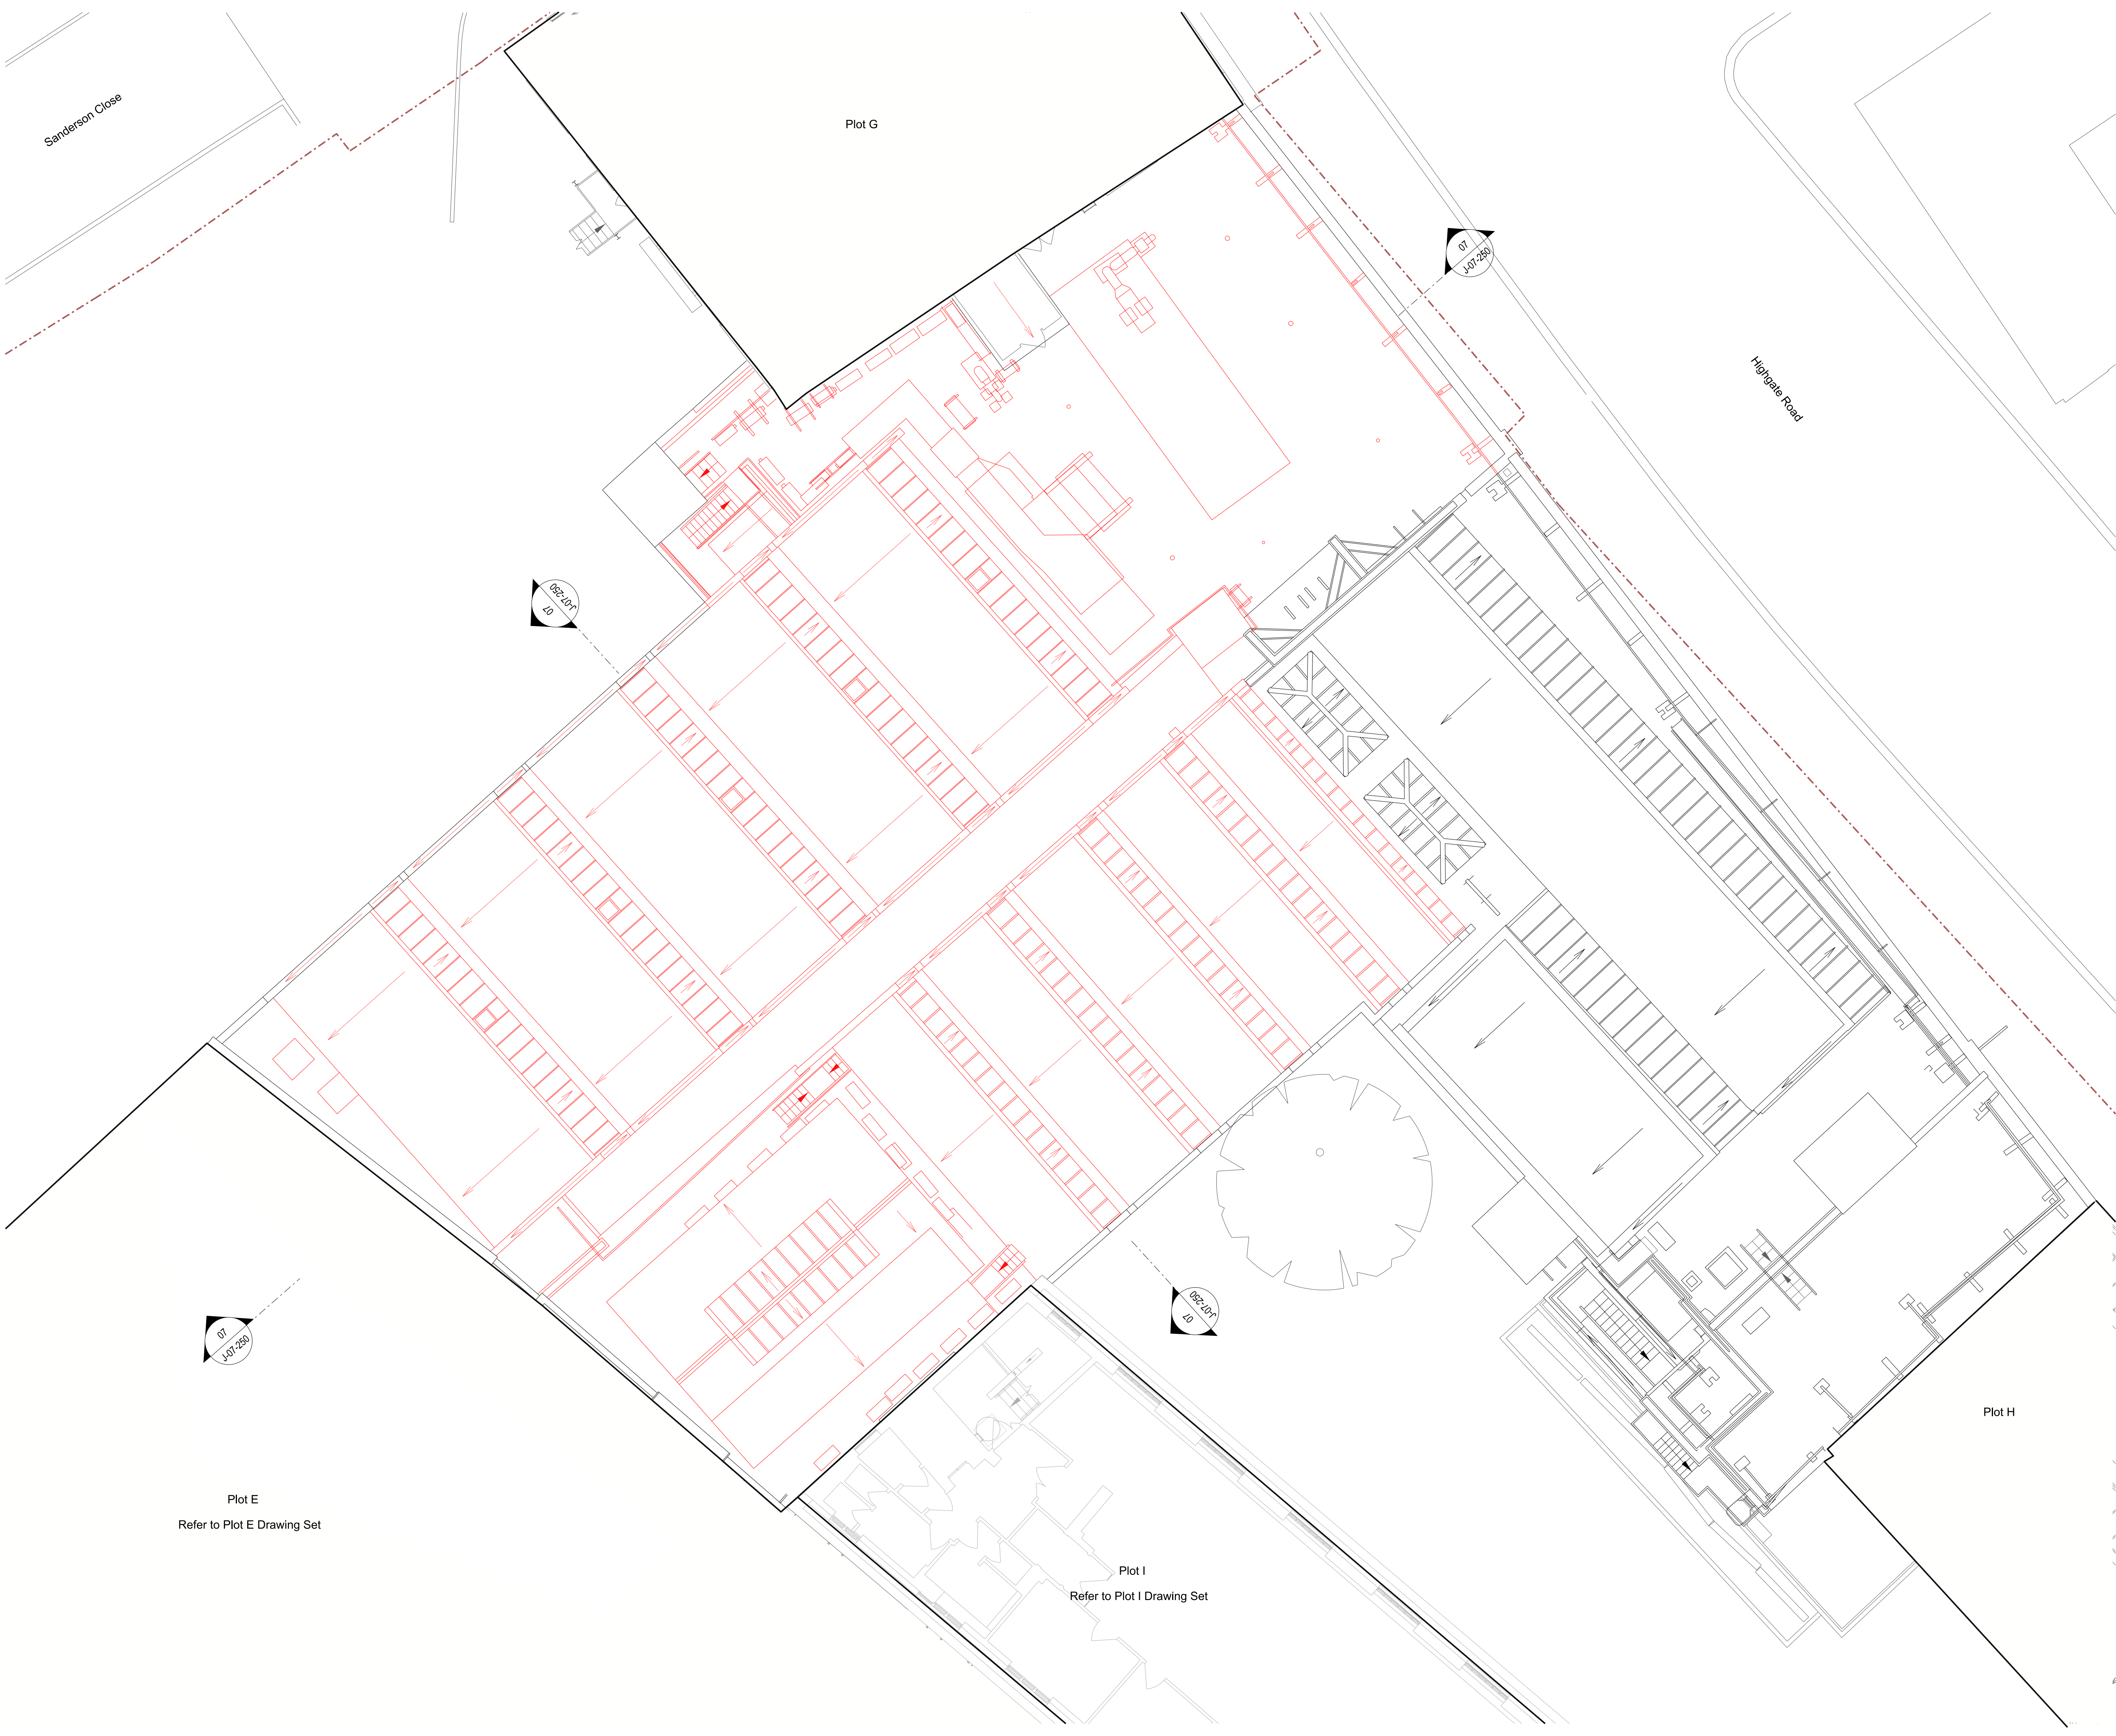 Sanderson Close
Plot G
07
J-07-250
Highgate Road
J-07-250
07
J-07-250
07
07
J-07-250
Plot H
Plot E
Refer to Plot E Drawing Set
Plot I
Refer to Plot I Drawing Set